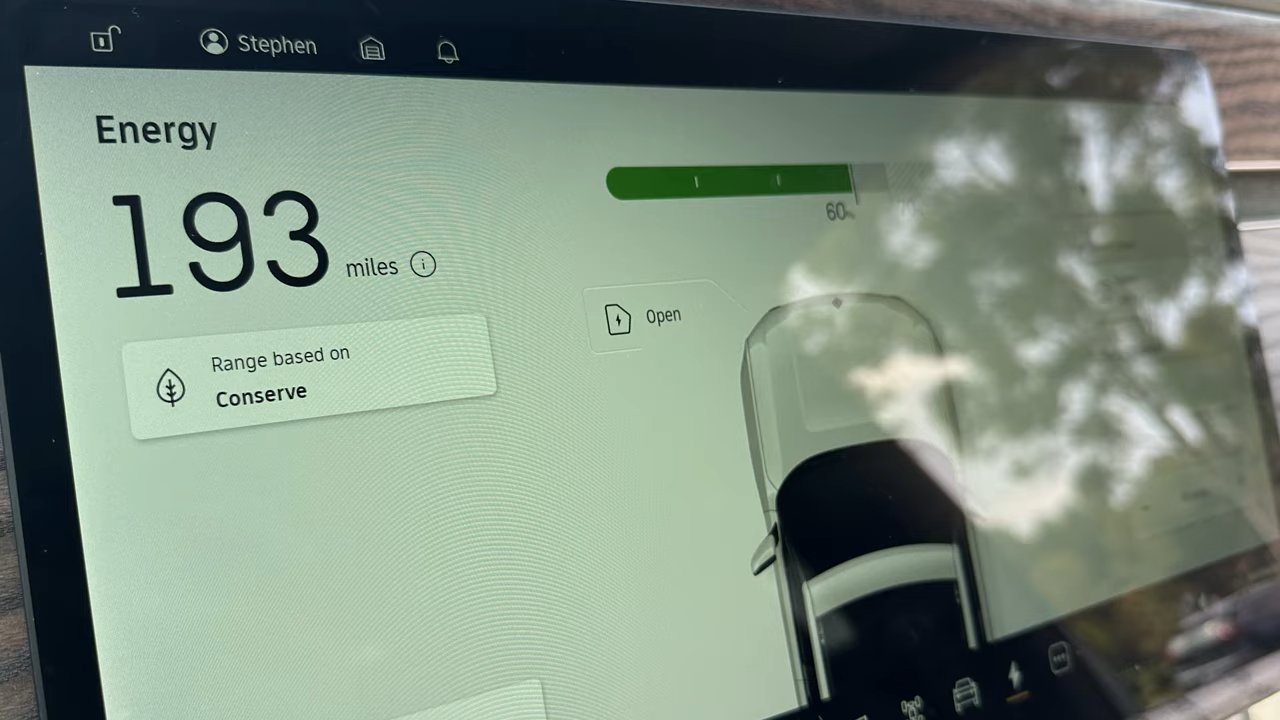 Stephen
Energy
193 miles
60%
Open
Range based on
Conserve